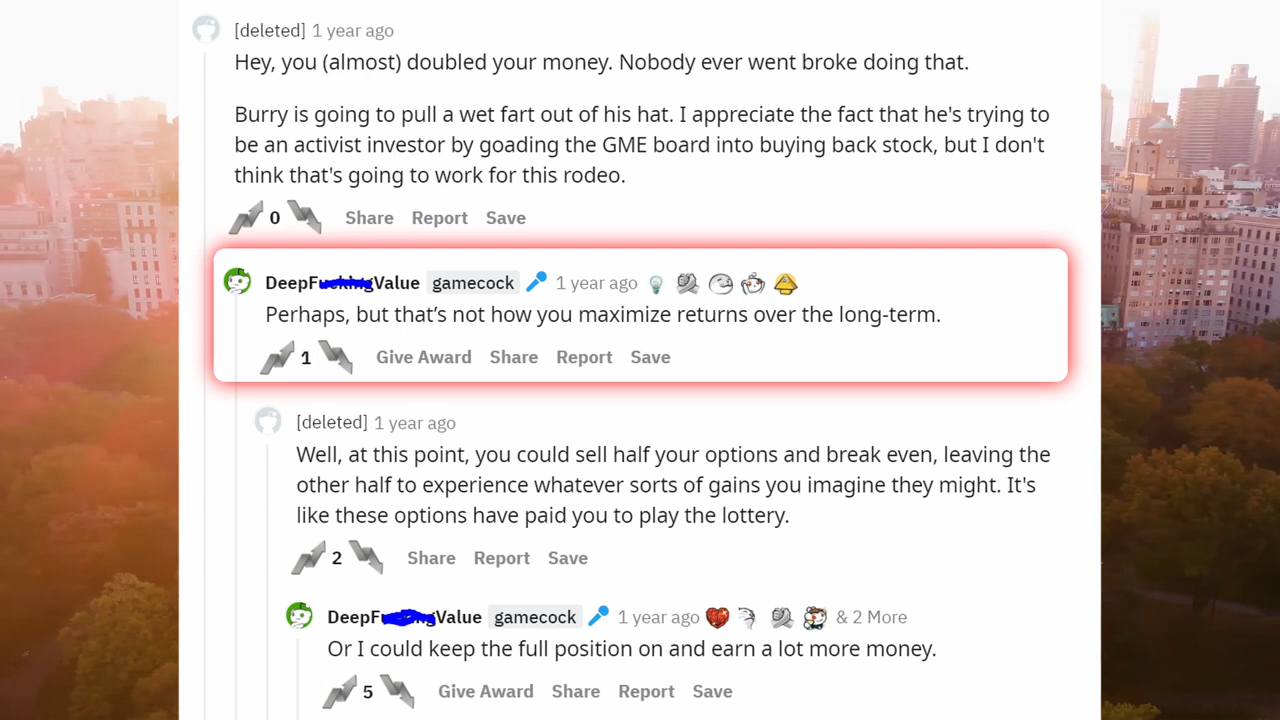 [deleted] 1 year ago
Hey, you (almost) doubled your money. Nobody ever went broke doing that.
Burry is going to pull a wet fart out of his hat. I appreciate the fact that he's trying to
be an activist investor by goading the GME board into buying back stock, but I don't
think that's going to work for this rodeo.
0 Share Report Save
DeepF Value gamecock 1 year ago
Perhaps, but that’s not how you maximize returns over the long-term.
1 Give Award Share Report Save
[deleted] 1 year ago
Well, at this point, you could sell half your options and break even, leaving the
other half to experience whatever sorts of gains you imagine they might. It's
like these options have paid you to play the lottery.
2 Share Report Save
DeepF Value gamecock 1 year ago & 2 More
Or I could keep the full position on and earn a lot more money.
5 Give Award Share Report Save